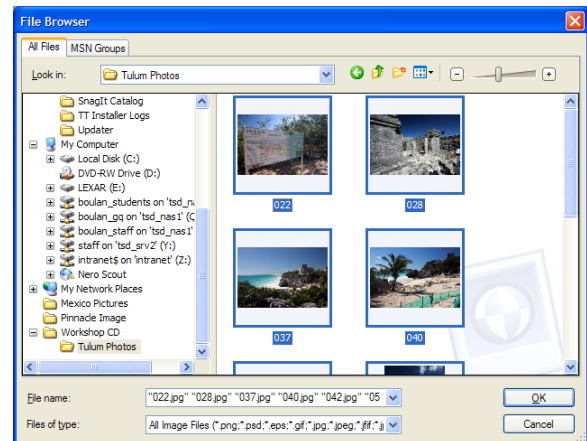 File Browser
All Files MSN Groups
Look in: Tulum Photos
SnagIt Catalog
TT Installer Logs
Updater
My Computer
Local Disk (C:)
DVD-RW Drive (D:)
LEXAR (E:)
boulan_students on 'tsd_na
boulan_gq on 'tsd_nas1' (Q
boulan_staff on 'tsd_nas1'
staff on 'tsd_srv2' (Y:)
intranet$ on 'intranet' (Z:)
Nero Scout
My Network Places
Mexico Pictures
Pinnacle Image
Workshop CD
Tulum Photos
022 028
037 040
File name: "022.jpg" "028.jpg" "037.jpg" "040.jpg" "042.jpg" "05
OK
Files of type: All Image Files (*.png;*.psd;*.eps;*.gif;*.jpg;*.jpeg;*.jfif;*.j
Cancel